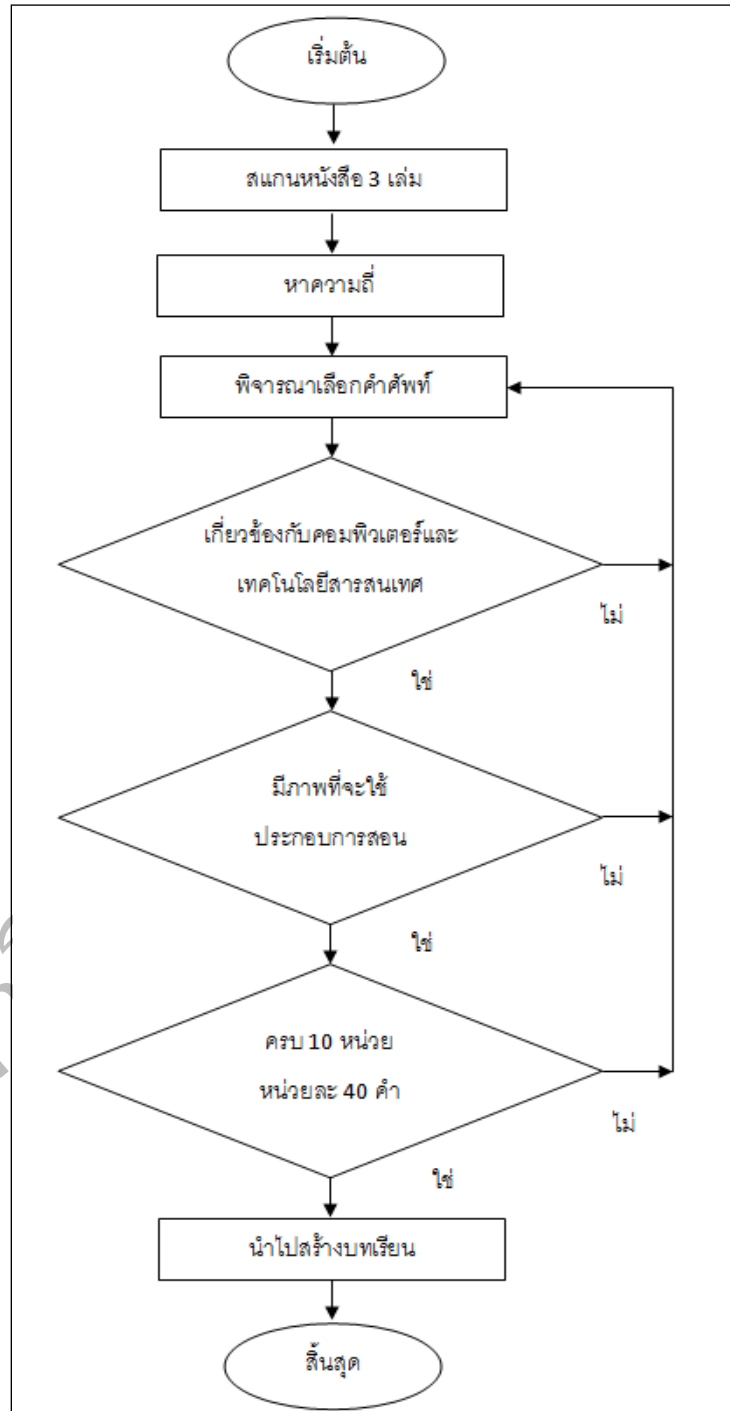 เริ่มต้น
สแกนหนังสือ 3 เล่ม
หาความถี่
พิจารณาเลือกคำศัพท์
เกี่ยวข้องกับคอมพิวเตอร์และ
เทคโนโลยีสารสนเทศ
ไม่
ใช่
มีภาพที่จะใช้
ประกอบการสอน
ไม่
ใช่
ครบ 10 หน่วย
หน่วยละ 40 คำ
ไม่
ใช่
นำไปสร้างบทเรียน
สิ้นสุด